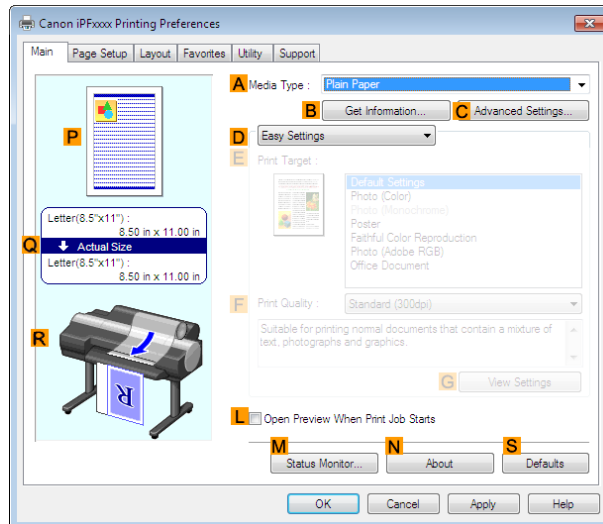 Canon iPFxxxx Printing Preferences
Main Page Setup Layout Favorites Utility Support
A Media Type : Plain Paper
B Get Information... C Advanced Settings...
D Easy Settings
E Print Target :
Default Settings
Photo (Color)
Photo (Monochrome)
Poster
Faithful Color Reproduction
Photo (Adobe RGB)
Office Document
F Print Quality : Standard (300dpi)
Suitable for printing normal documents that contain a mixture of
text, photographs and graphics.
G View Settings
P
Q
Letter(8.5"x11") :
8.50 in x 11.00 in
Actual Size
Letter(8.5"x11") :
8.50 in x 11.00 in
R
R
L Open Preview When Print Job Starts
M Status Monitor... N About S Defaults
OK Cancel Apply Help